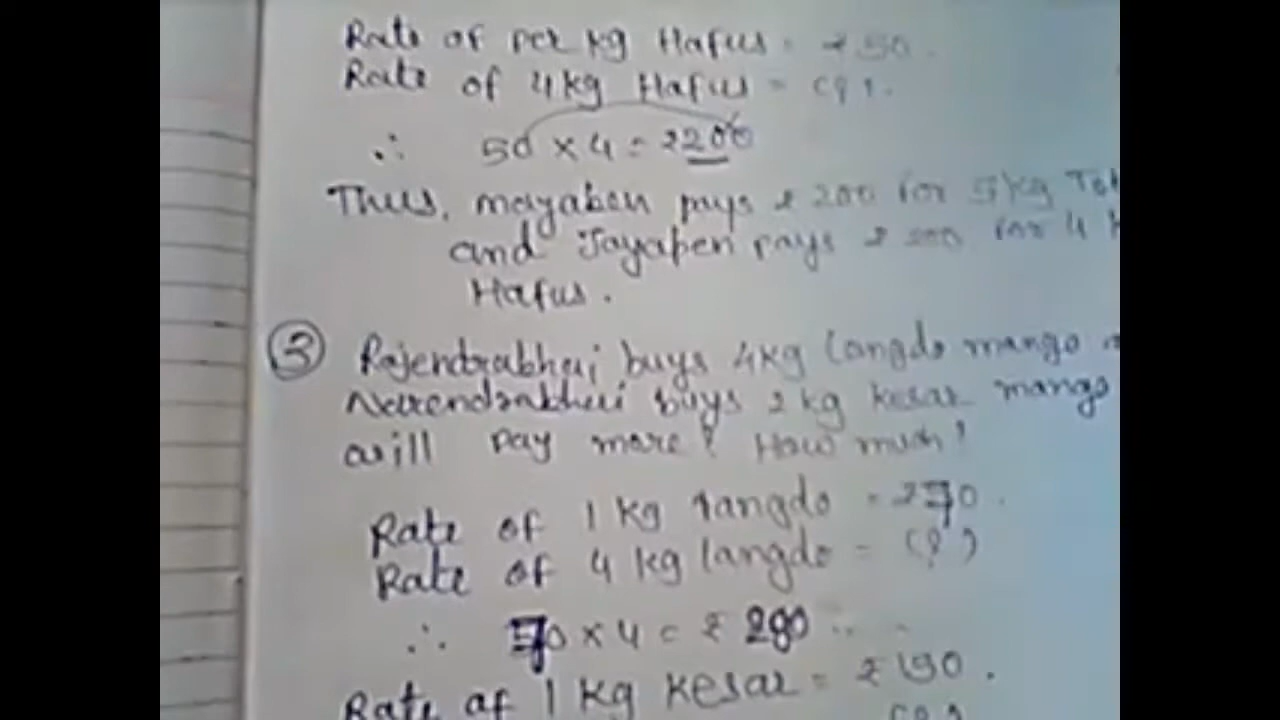 Rate of per kg Hafus = ₹50.
Rate of 4kg Hafus = (?).
∴ 50 × 4 = ₹200
Thus, mayaben pays ₹200 for 5kg Tot
and Jayaben pays ₹200 for 4 k
Hafus.
③ Rajendrabhai buys 4kg Langdo mango
Narendrabhai buys 2 kg kesar mango
will pay more? How much?
Rate of 1 kg langdo = ₹70.
Rate of 4 kg langdo = (?)
∴ 70 × 4 = ₹ 280
Rate of 1 kg kesar = ₹190.
(?)